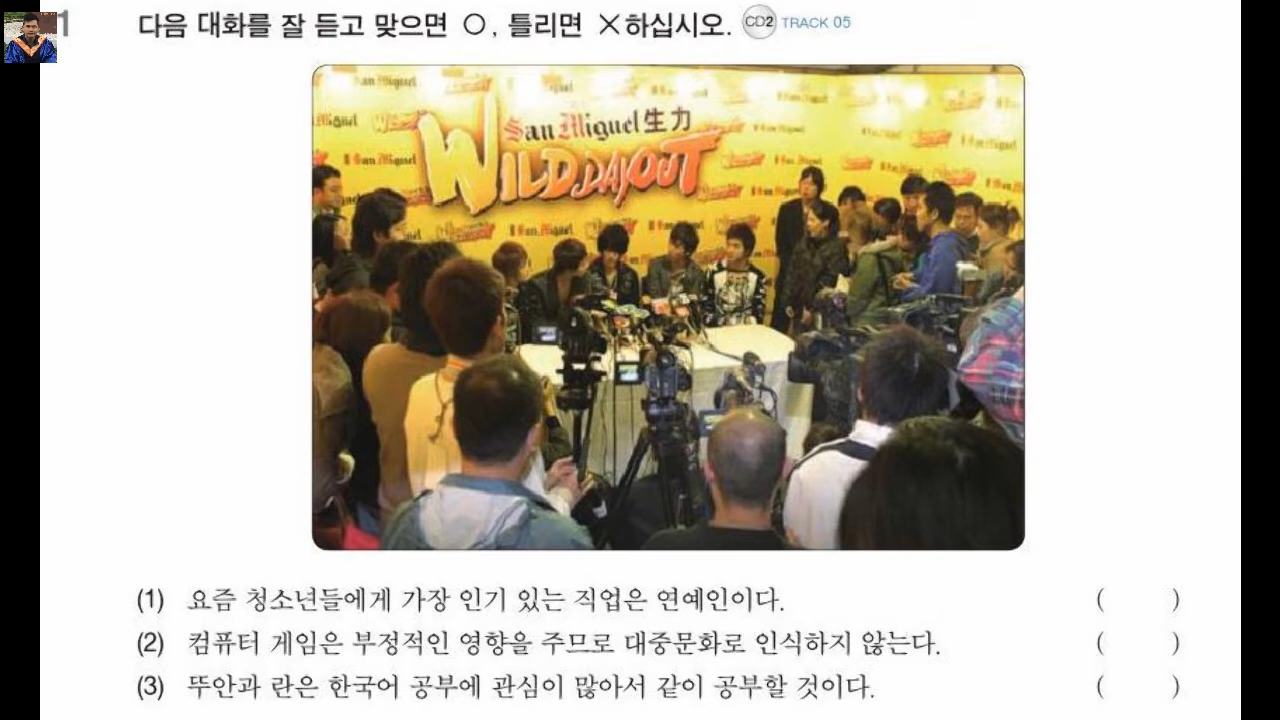 1 다음 대화를 잘 듣고 맞으면 ○, 틀리면 ✕하십시오. CD2 TRACK 05
San Miguel 生力
WILD DAY OUT
(1) 요즘 청소년들에게 가장 인기 있는 직업은 연예인이다. ( )
(2) 컴퓨터 게임은 부정적인 영향을 주므로 대중문화로 인식하지 않는다. ( )
(3) 뚜안과 란은 한국어 공부에 관심이 많아서 같이 공부할 것이다. ( )